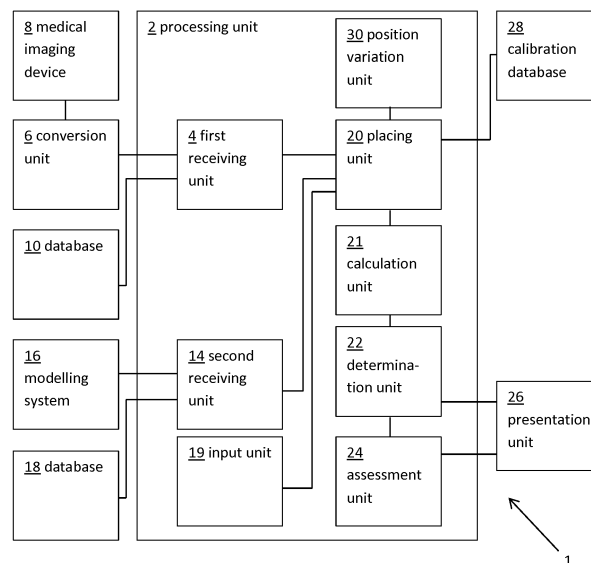 8 medical
imaging
device
2 processing unit
30 position
variation
unit
28
calibration
database
6 conversion
unit
4 first
receiving
unit
20 placing
unit
10 database
21
calculation
unit
16
modelling
system
14 second
receiving
unit
22
determina-
tion unit
26
presentation
unit
18 database
19 input unit
24
assessment
unit
1